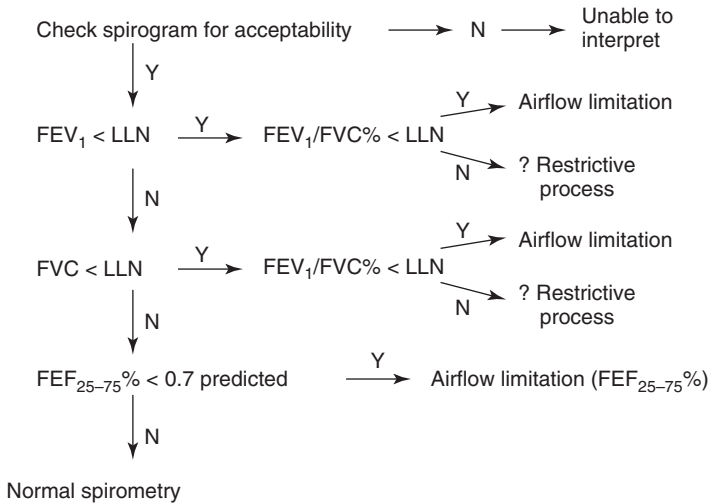 Check spirogram for acceptability N Unable to
interpret
Y
FEV₁ < LLN Y FEV₁/FVC% < LLN Y Airflow limitation
N ? Restrictive
process
N
FVC < LLN Y FEV₁/FVC% < LLN Y Airflow limitation
N ? Restrictive
process
N
FEF₂₅₋₇₅% < 0.7 predicted Y Airflow limitation (FEF₂₅₋₇₅%)
N
Normal spirometry